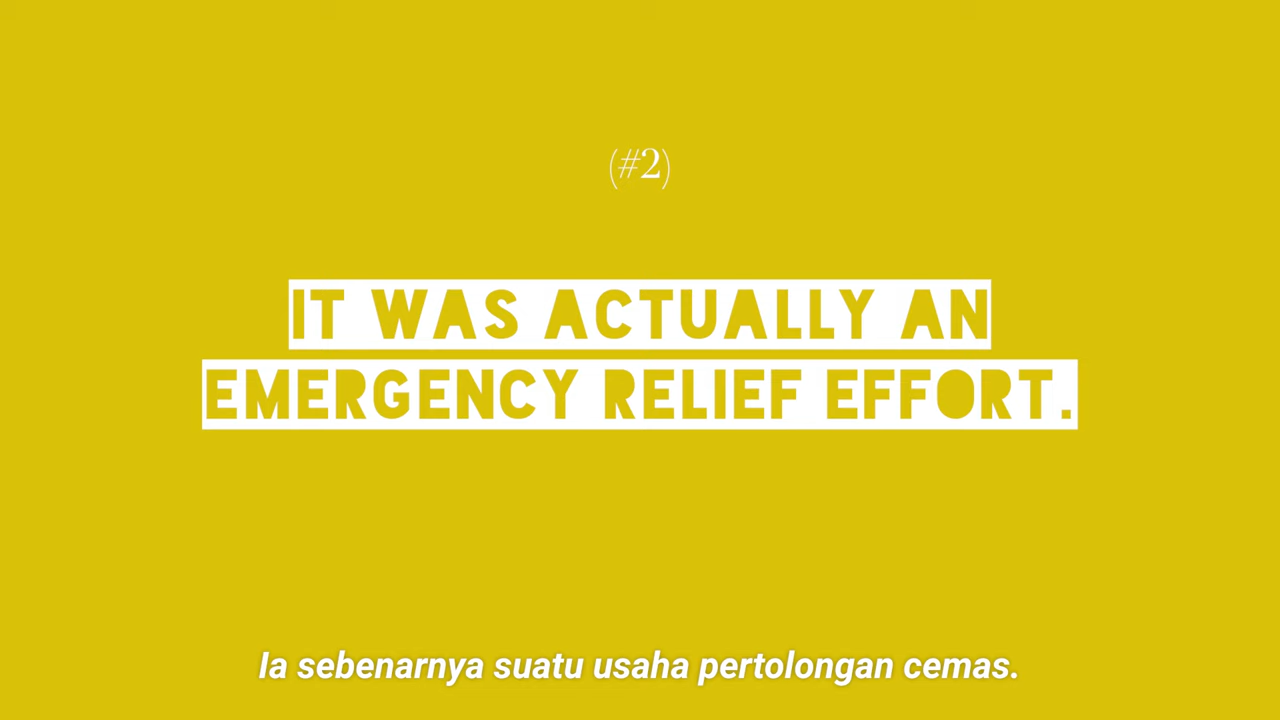 (#2)
IT WAS ACTUALLY AN
EMERGENCY RELIEF EFFORT.
Ia sebenarnya suatu usaha pertolongan cemas.